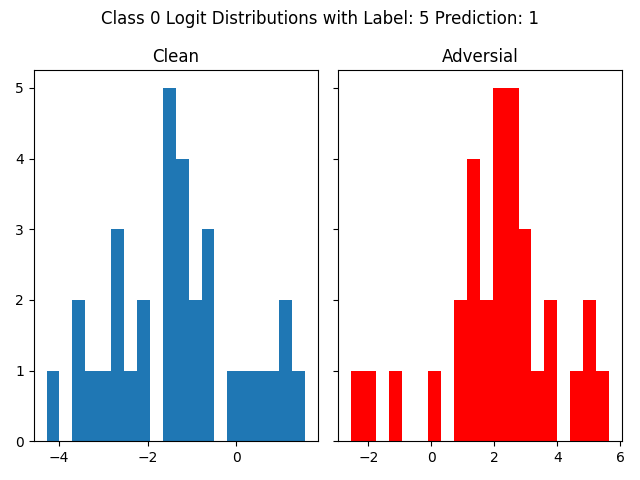 Class 0 Logit Distributions with Label: 5 Prediction: 1
Clean
Adversial
5
4
3
2
1
0
−4 −2 0
−2 0 2 4 6